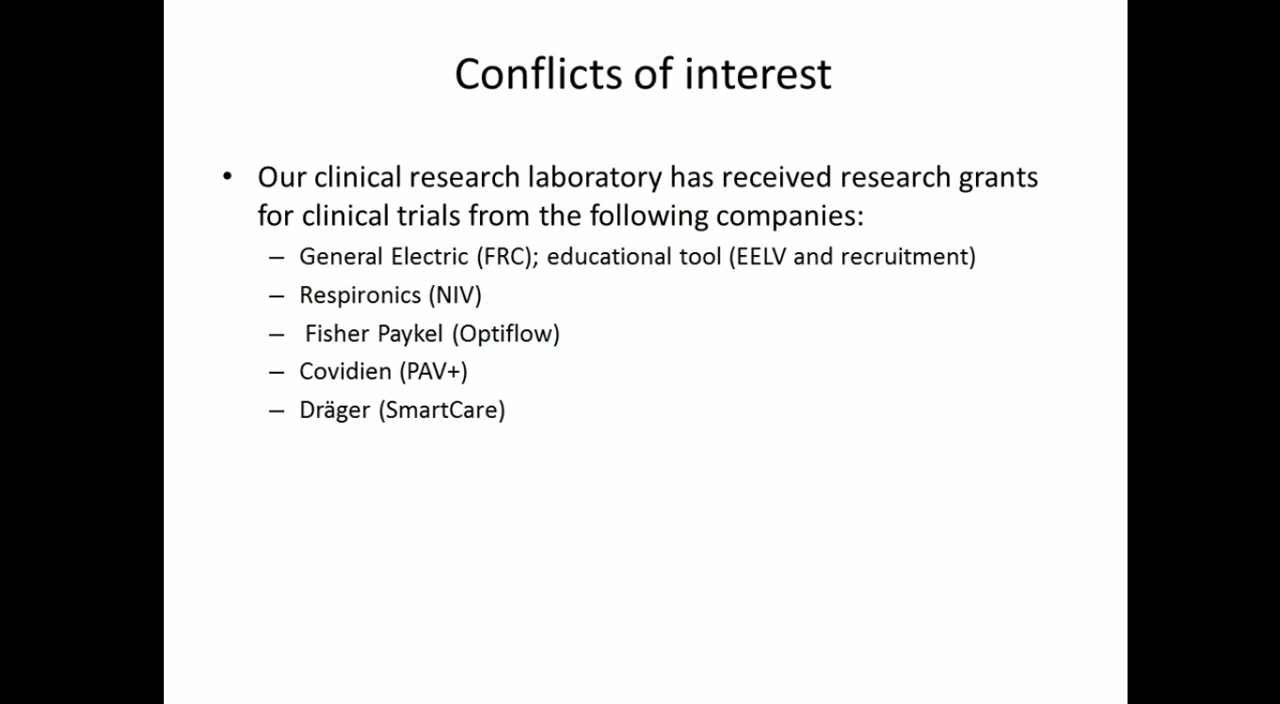 Conflicts of interest
• Our clinical research laboratory has received research grants
for clinical trials from the following companies:
– General Electric (FRC); educational tool (EELV and recruitment)
– Respironics (NIV)
– Fisher Paykel (Optiflow)
– Covidien (PAV+)
– Dräger (SmartCare)